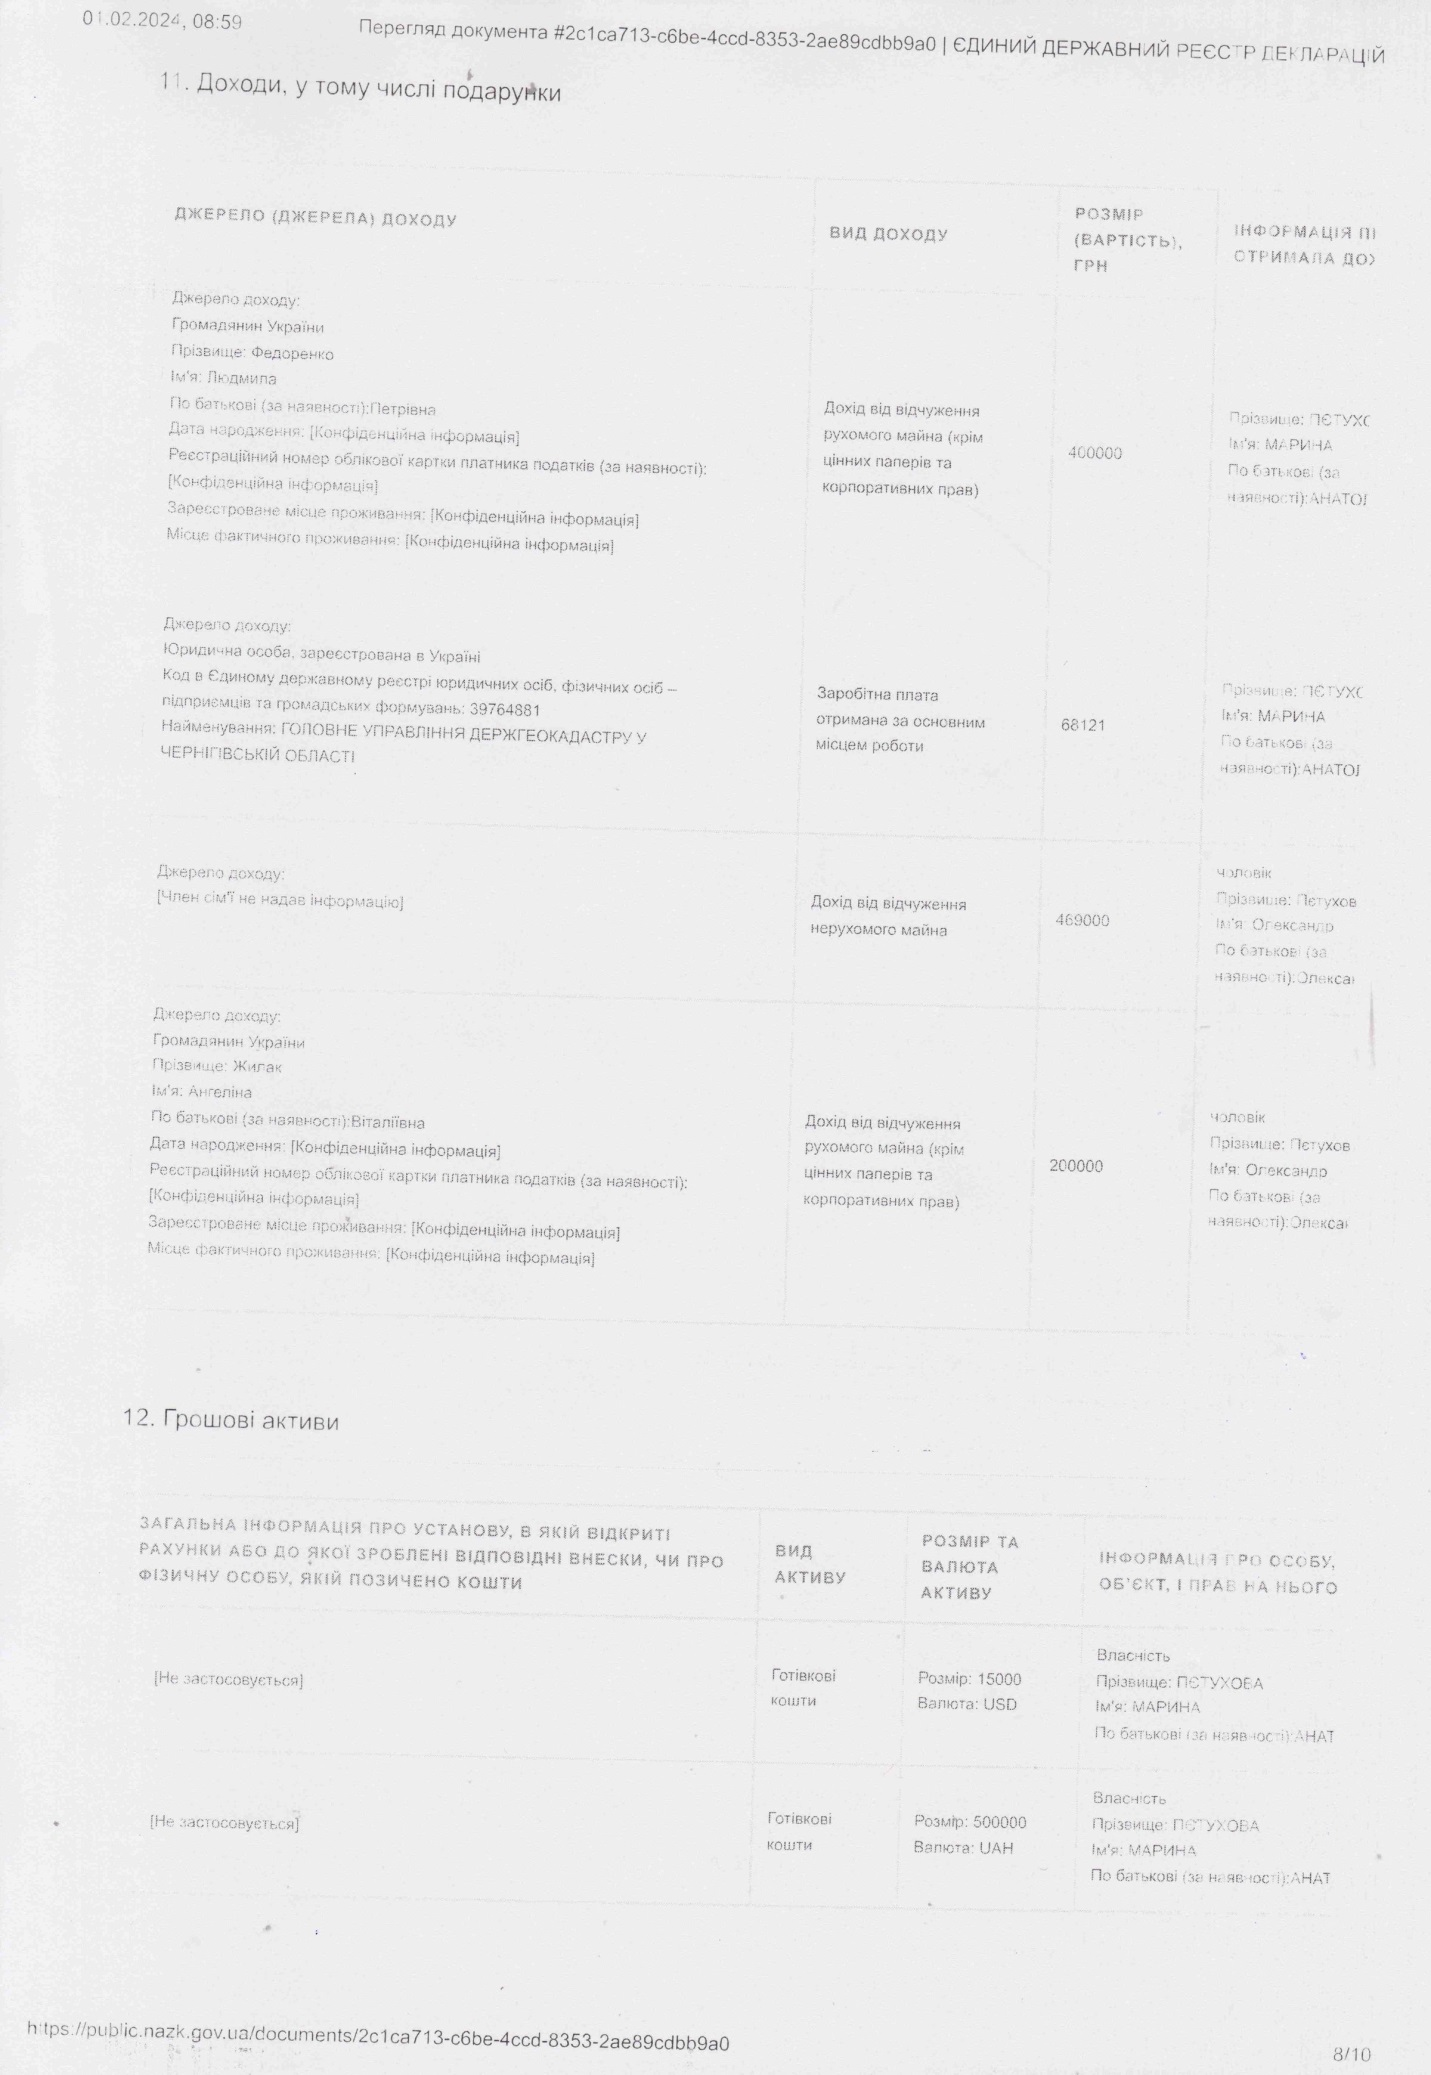 01.02.2024, 08:59
Перегляд документа #2c1ca713-c6be-4ccd-8353-2ae89cdbb9a0 | ЄДИНИЙ ДЕРЖАВНИЙ РЕЄСТР ДЕКЛАРАЦІЙ
11. Доходи, у тому числі подарунки
ДЖЕРЕЛО (ДЖЕРЕЛА) ДОХОДУ
ВИД ДОХОДУ
РОЗМІР
(ВАРТІСТЬ),
ГРН
ІНФОРМАЦІЯ П
ОТРИМАЛА ДО
Джерело доходу:
Громадянин України
Прізвище: Федоренко
Ім'я: Людмила
По батькові (за наявності):Петрівна
Дата народження: [Конфіденційна інформація]
Реєстраційний номер облікової картки платника податків (за наявності):
[Конфіденційна інформація]
Зареєстроване місце проживання: [Конфіденційна інформація]
Місце фактичного проживання: [Конфіденційна інформація]
Дохід від відчуження
рухомого майна (крім
цінних паперів та
корпоративних прав)
400000
Прізвище: ПЄТУХО
Ім'я: МАРИНА
По батькові (за
наявності):АНАТОЛ
Джерело доходу:
Юридична особа, зареєстрована в Україні
Код в Єдиному державному реєстрі юридичних осіб, фізичних осіб –
підприємців та громадських формувань: 39764881
Найменування: ГОЛОВНЕ УПРАВЛІННЯ ДЕРЖГЕОКАДАСТРУ У
ЧЕРНІГІВСЬКІЙ ОБЛАСТІ
Заробітна плата
отримана за основним
місцем роботи
68121
Прізвище: ПЄТУХО
Ім'я: МАРИНА
По батькові (за
наявності):АНАТОЛ
Джерело доходу:
[Член сім'ї не надав інформацію]
Дохід від відчуження
нерухомого майна
469000
чоловік
Прізвище: Пєтухов
Ім'я: Олександр
По батькові (за
наявності):Олекса
Джерело доходу:
Громадянин України
Прізвище: Жилак
Ім'я: Ангеліна
По батькові (за наявності):Віталіївна
Дата народження: [Конфіденційна інформація]
Реєстраційний номер облікової картки платника податків (за наявності):
[Конфіденційна інформація]
Зареєстроване місце проживання: [Конфіденційна інформація]
Місце фактичного проживання: [Конфіденційна інформація]
Дохід від відчуження
рухомого майна (крім
цінних паперів та
корпоративних прав)
200000
чоловік
Прізвище: Пєтухов
Ім'я: Олександр
По батькові (за
наявності):Олекса
12. Грошові активи
ЗАГАЛЬНА ІНФОРМАЦІЯ ПРО УСТАНОВУ, В ЯКІЙ ВІДКРИТІ
РАХУНКИ АБО ДО ЯКОЇ ЗРОБЛЕНІ ВІДПОВІДНІ ВНЕСКИ, ЧИ ПРО
ФІЗИЧНУ ОСОБУ, ЯКІЙ ПОЗИЧЕНО КОШТИ
ВИД
АКТИВУ
РОЗМІР ТА
ВАЛЮТА
АКТИВУ
ІНФОРМАЦІЯ ПРО ОСОБУ,
ОБ'ЄКТ, І ПРАВ НА НЬОГО
[Не застосовується]
Готівкові
кошти
Розмір: 15000
Валюта: USD
Власність
Прізвище: ПЄТУХОВА
Ім'я: МАРИНА
По батькові (за наявності):АНАТ
[Не застосовується]
Готівкові
кошти
Розмір: 500000
Валюта: UAH
Власність
Прізвище: ПЄТУХОВА
Ім'я: МАРИНА
По батькові (за наявності):АНАТ
https://public.nazk.gov.ua/documents/2c1ca713-c6be-4ccd-8353-2ae89cdbb9a0
8/10